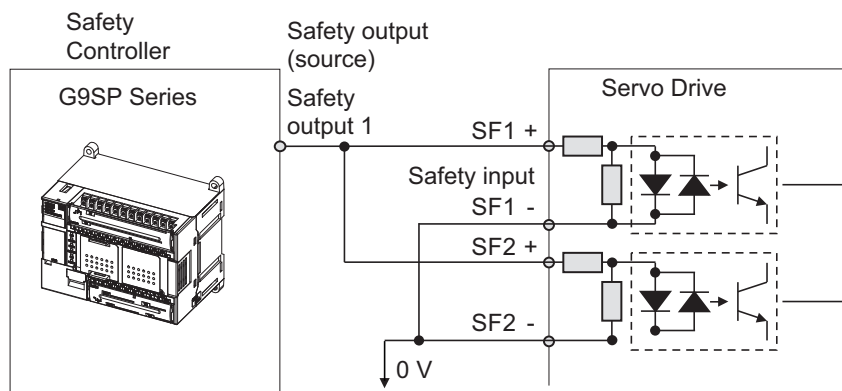 Safety
Controller
G9SP Series
Safety output
(source)
Safety
output 1
Servo Drive
SF1 +
Safety input
SF1 -
SF2 +
SF2 -
0 V